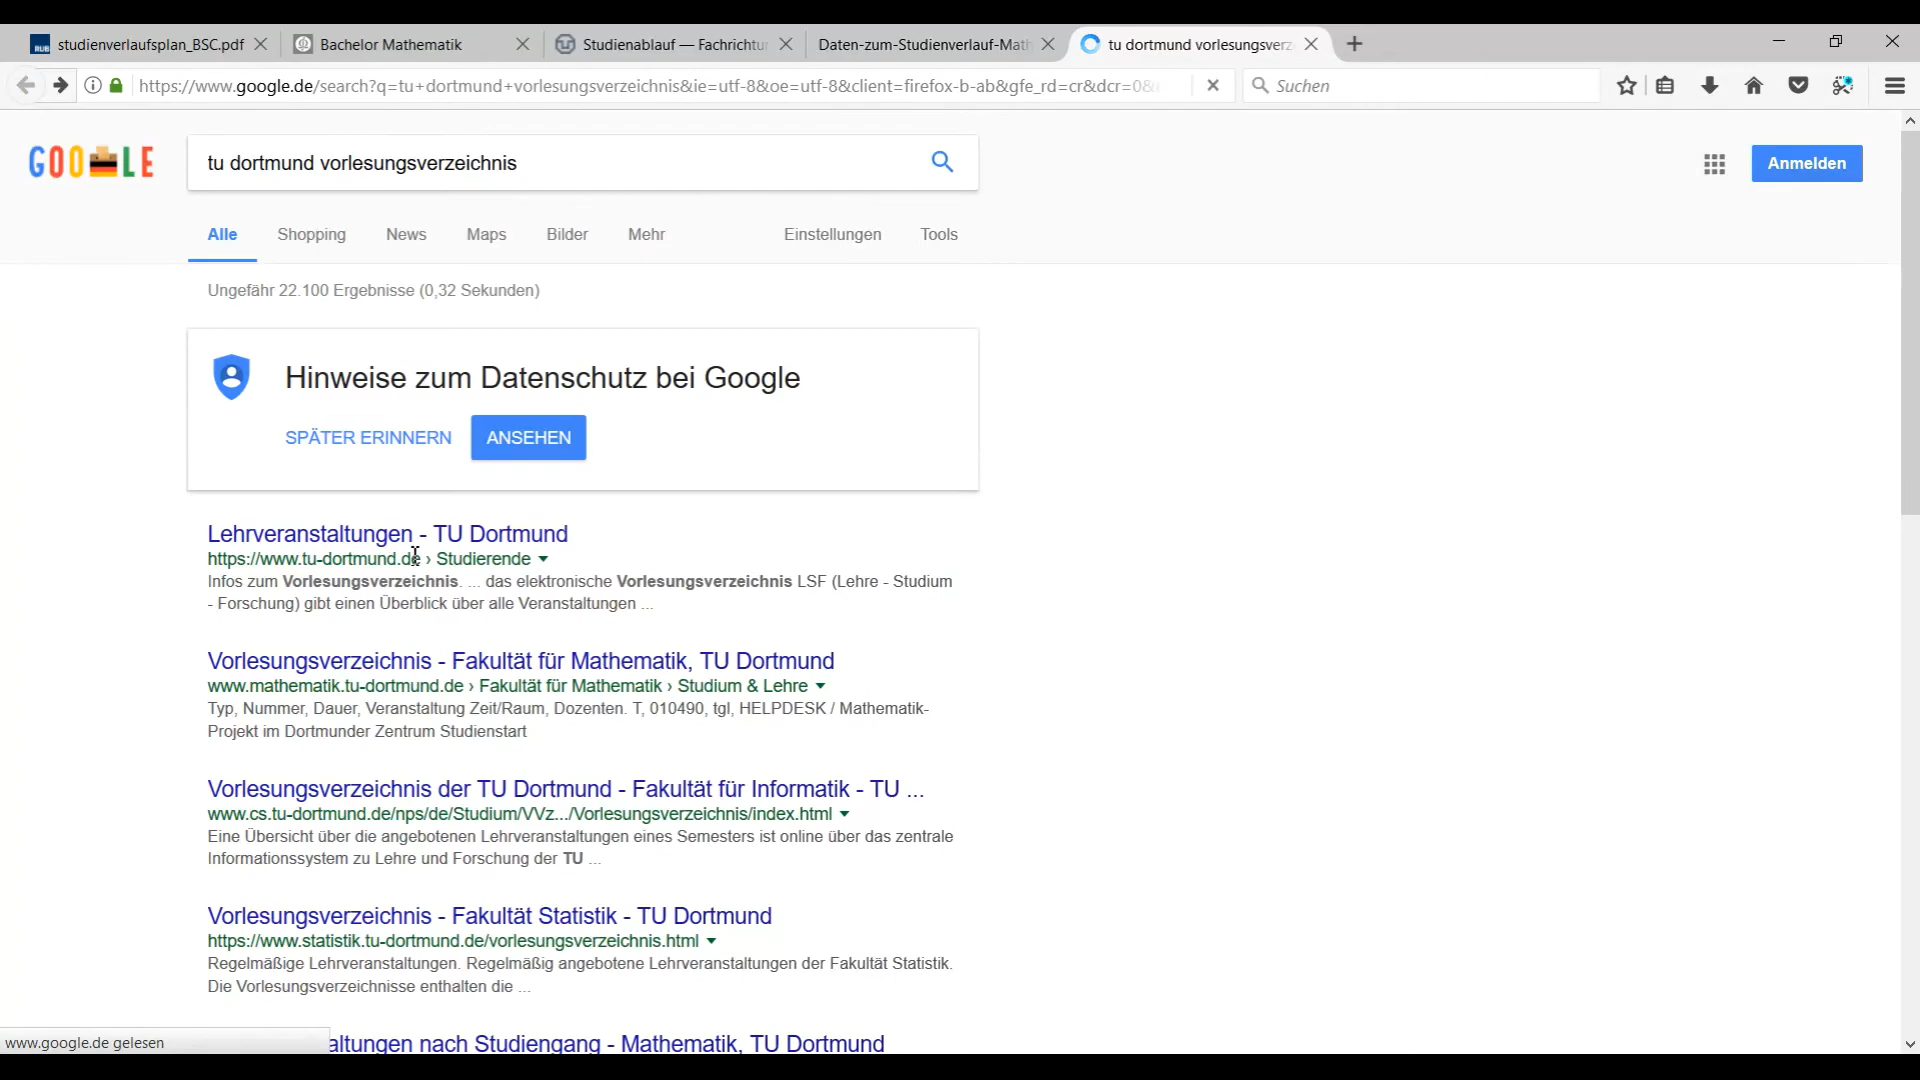 studienverlaufsplan_BSC.pdf
Bachelor Mathematik
Studienablauf — Fachrichtu
Daten-zum-Studienverlauf-Math
tu dortmund vorlesungsverz
https://www.google.de/search?q=tu+dortmund+vorlesungsverzeichnis&ie=utf-8&oe=utf-8&client=firefox-b-ab&gfe_rd=cr&dcr=0&
Suchen
GOO LE
tu dortmund vorlesungsverzeichnis
Anmelden
Alle Shopping News Maps Bilder Mehr Einstellungen Tools
Ungefähr 22.100 Ergebnisse (0,32 Sekunden)
Hinweise zum Datenschutz bei Google
SPÄTER ERINNERN ANSEHEN
Lehrveranstaltungen - TU Dortmund
https://www.tu-dortmund.de › Studierende
Infos zum Vorlesungsverzeichnis. ... das elektronische Vorlesungsverzeichnis LSF (Lehre - Studium
- Forschung) gibt einen Überblick über alle Veranstaltungen ...
Vorlesungsverzeichnis - Fakultät für Mathematik, TU Dortmund
www.mathematik.tu-dortmund.de › Fakultät für Mathematik › Studium & Lehre
Typ, Nummer, Dauer, Veranstaltung Zeit/Raum, Dozenten. T, 010490, tgl, HELPDESK / Mathematik-
Projekt im Dortmunder Zentrum Studienstart
Vorlesungsverzeichnis der TU Dortmund - Fakultät für Informatik - TU ...
www.cs.tu-dortmund.de/nps/de/Studium/VVz.../Vorlesungsverzeichnis/index.html
Eine Übersicht über die angebotenen Lehrveranstaltungen eines Semesters ist online über das zentrale
Informationssystem zu Lehre und Forschung der TU ...
Vorlesungsverzeichnis - Fakultät Statistik - TU Dortmund
https://www.statistik.tu-dortmund.de/vorlesungsverzeichnis.html
Regelmäßige Lehrveranstaltungen. Regelmäßig angebotene Lehrveranstaltungen der Fakultät Statistik.
Die Vorlesungsverzeichnisse enthalten die ...
www.google.de gelesen
altungen nach Studiengang - Mathematik, TU Dortmund